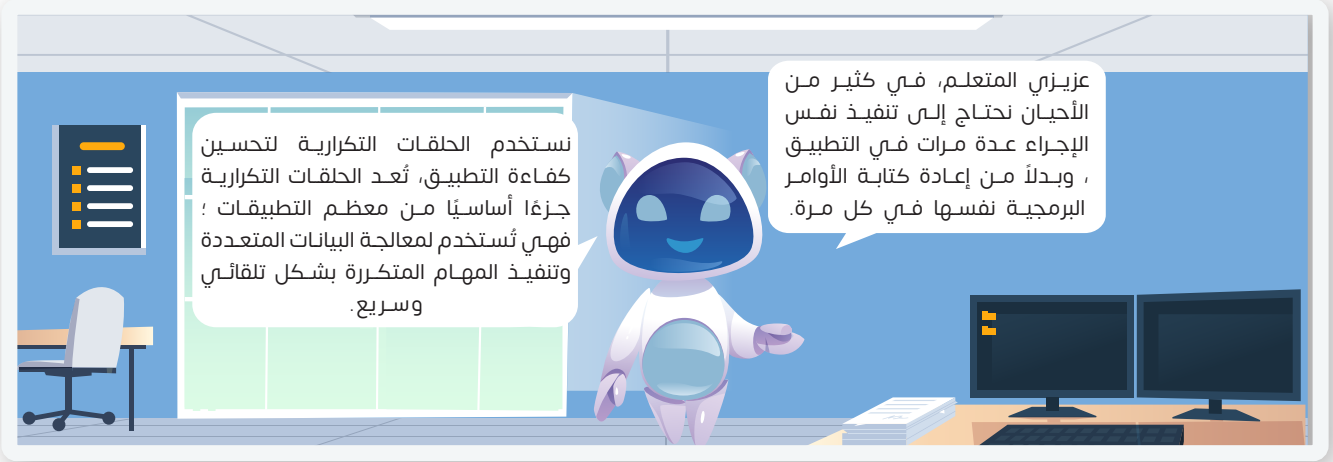 عزيزي المتعلم، في كثير من
الأحيان نحتاج إلى تنفيذ نفس
الإجراء عدة مرات في التطبيق
، وبدلاً من إعادة كتابة الأوامر
البرمجية نفسها في كل مرة.
نستخدم الحلقات التكرارية لتحسين
كفاءة التطبيق، تُعد الحلقات التكرارية
جزءًا أساسيًا من معظم التطبيقات ؛
فهي تُستخدم لمعالجة البيانات المتعددة
وتنفيذ المهام المتكررة بشكل تلقائي
وسريع.